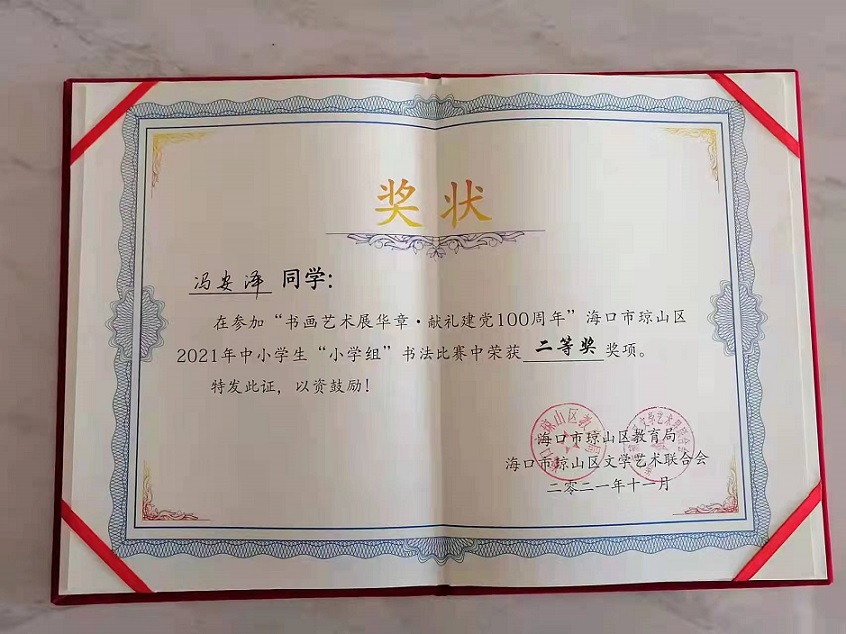 奖状
冯安泽 同学：
在参加“书画艺术展华章·献礼建党100周年”海口市琼山区
2021年中小学生“小学组”书法比赛中荣获 二等奖 奖项。
特发此证，以资鼓励！
海口市琼山区教育局
海口市琼山区文学艺术联合会
二零二一年十一月